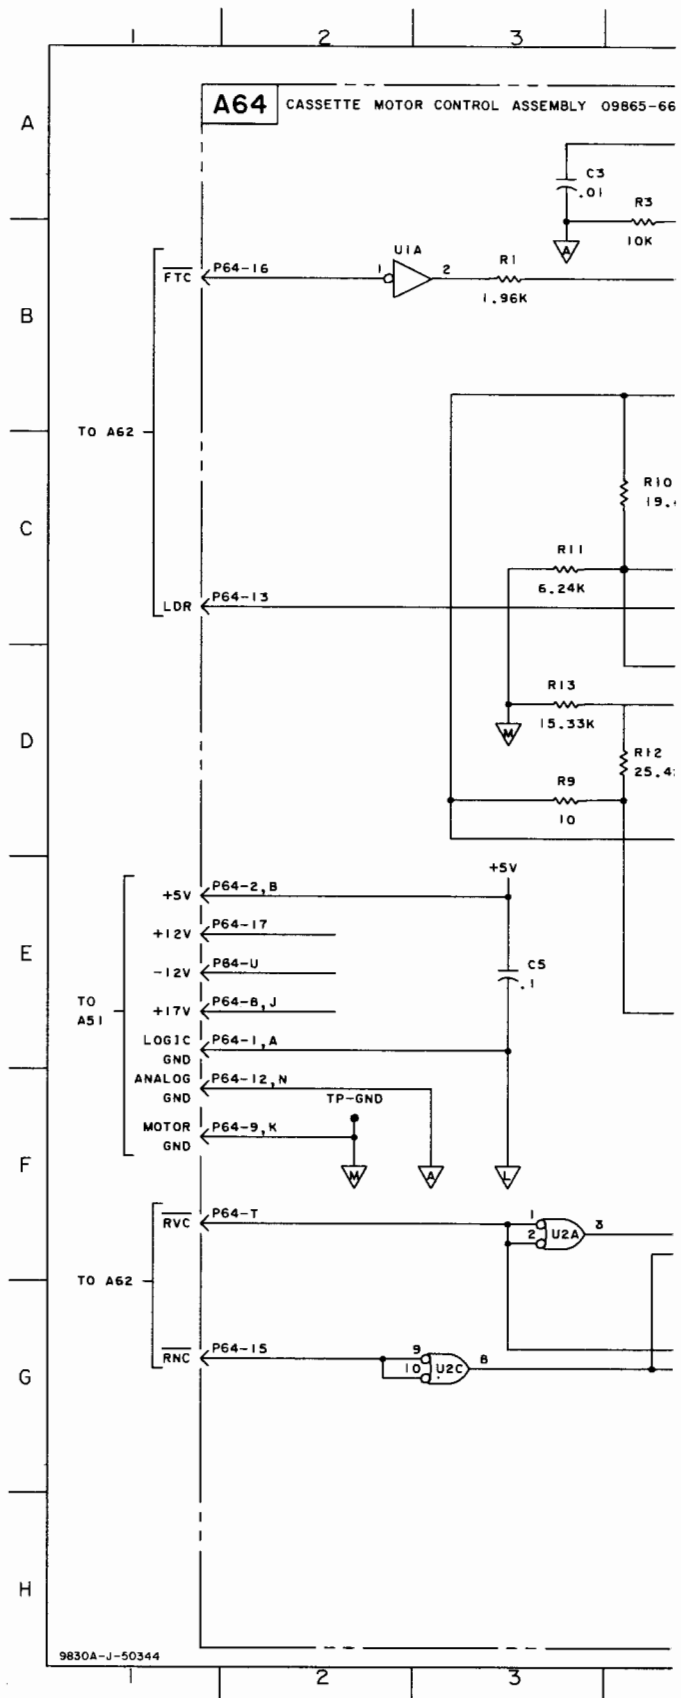 1 2 3
A
A64 CASSETTE MOTOR CONTROL ASSEMBLY 09865-66
C3
.01
R3
10K
A
B
FTC P64-16
1 U1A 2
R1
1.96K
TO A62
C
R10
19.
R11
6.24K
LDR P64-13
D
R13
15.33K
M
R12
25.4
R9
10
E
+5V
+5V P64-2,B
+12V P64-17
-12V P64-U
C5
.1
+17V P64-8,J
TO
A51
LOGIC
GND
P64-1,A
F
ANALOG
GND
P64-12,N
TP-GND
MOTOR
GND
P64-9,K
M A L
RVC P64-T
1
2 U2A 3
TO A62
G
RNC P64-15
9
10 U2C 8
H
9830A-J-50344
1 2 3